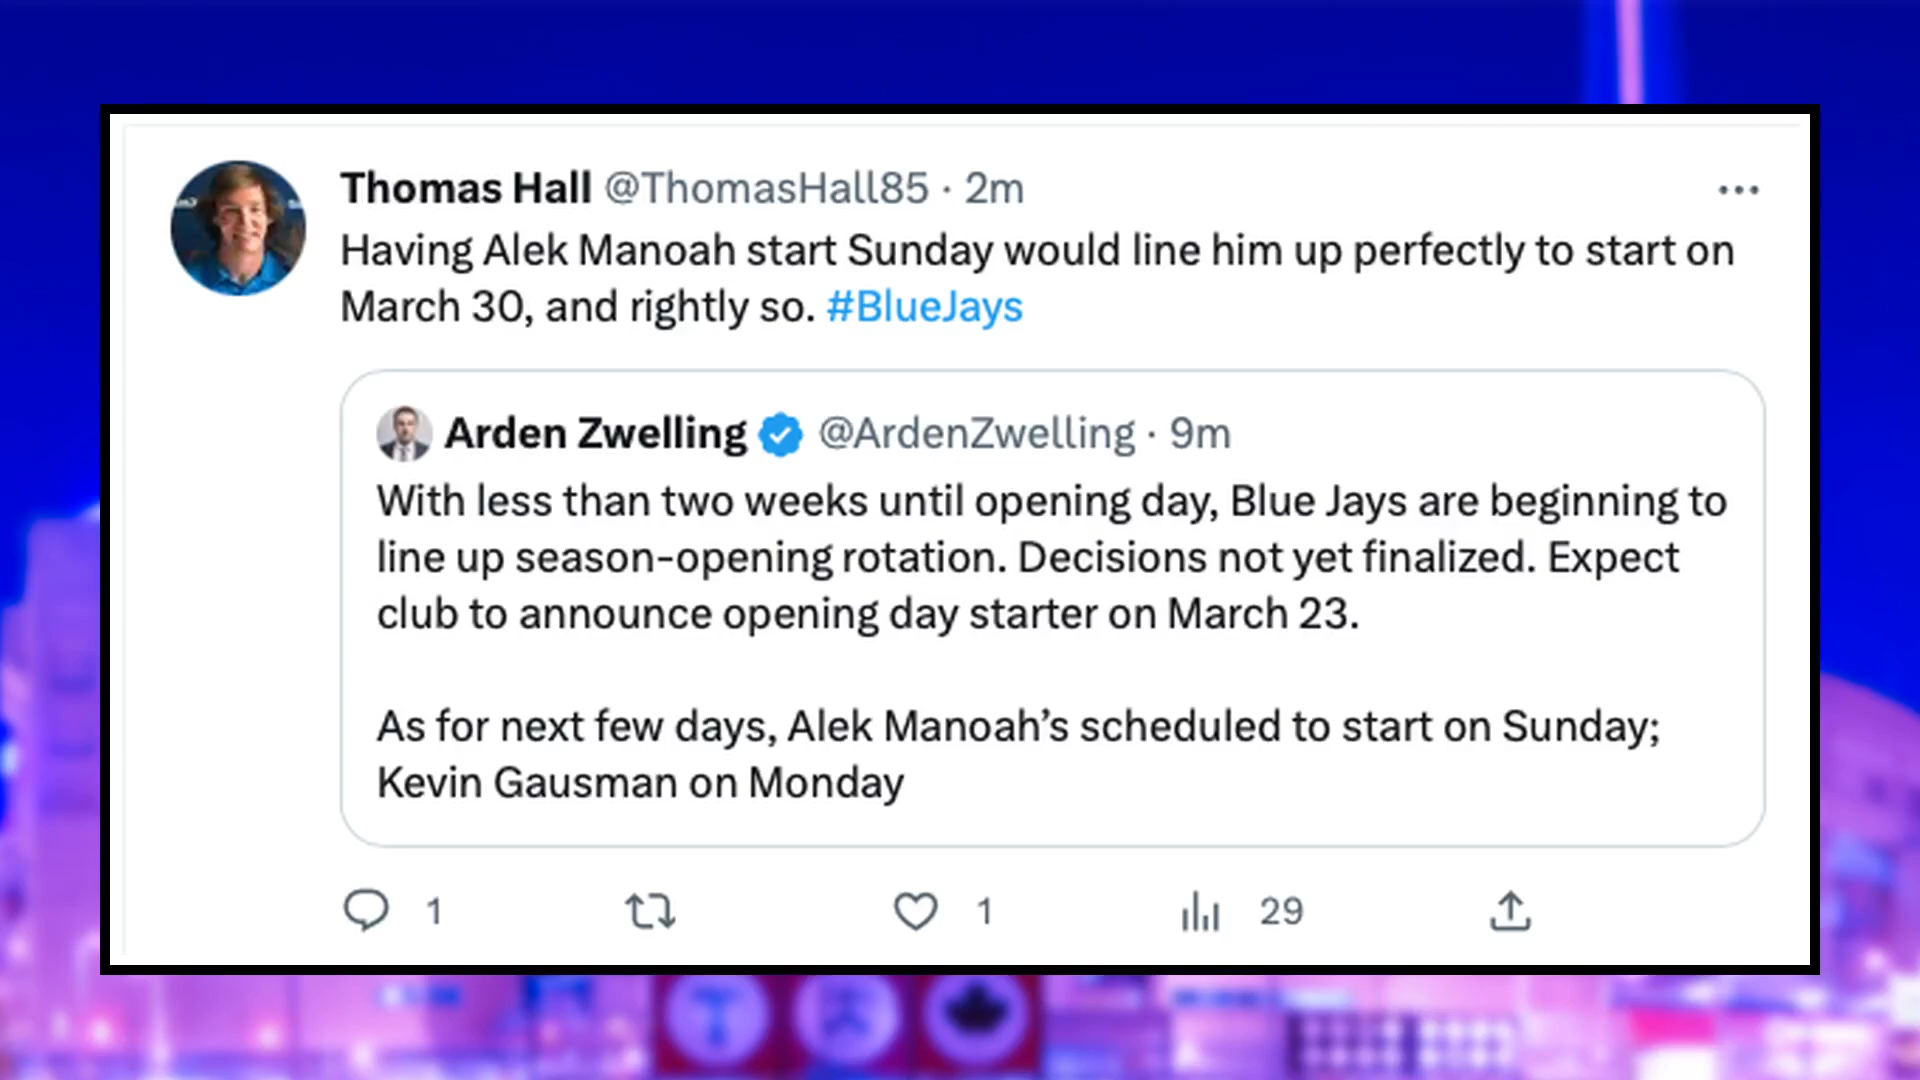 Thomas Hall @ThomasHall85 · 2m
Having Alek Manoah start Sunday would line him up perfectly to start on
March 30, and rightly so. #BlueJays
Arden Zwelling @ArdenZwelling · 9m
With less than two weeks until opening day, Blue Jays are beginning to
line up season-opening rotation. Decisions not yet finalized. Expect
club to announce opening day starter on March 23.
As for next few days, Alek Manoah’s scheduled to start on Sunday;
Kevin Gausman on Monday
1 1 29